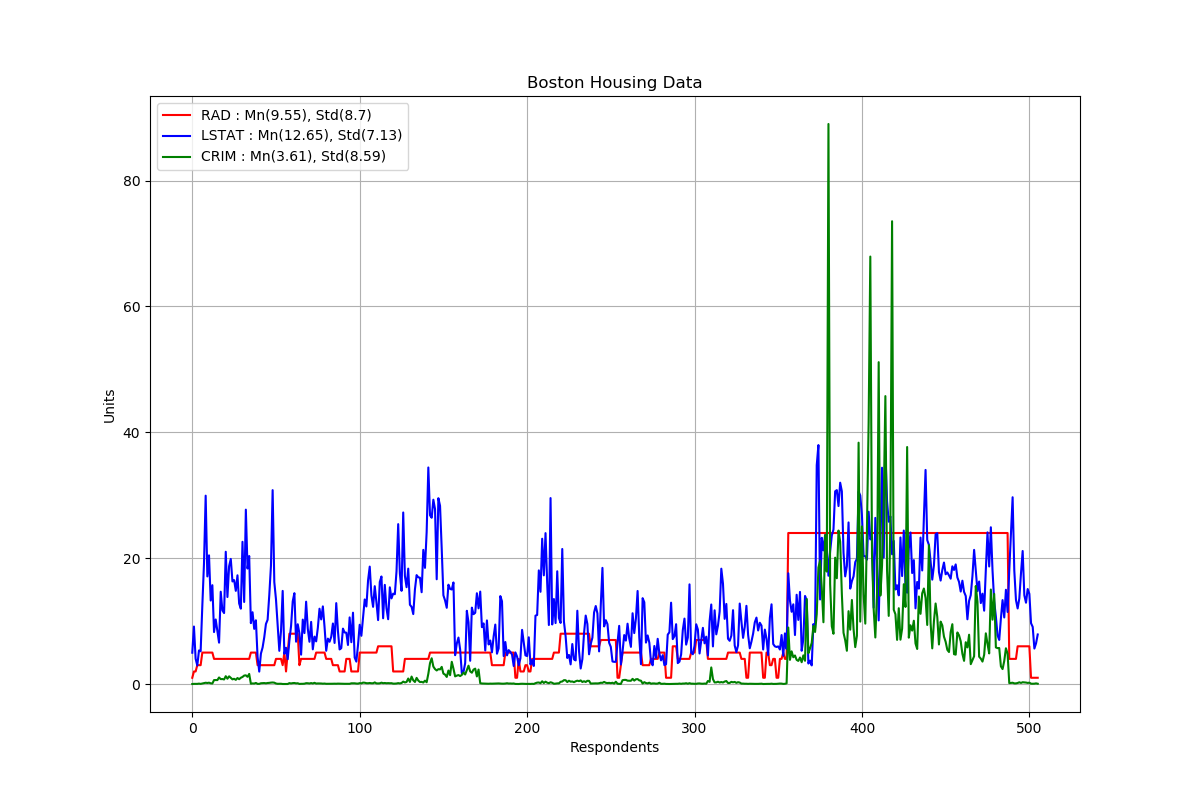 Boston Housing Data
RAD : Mn(9.55), Std(8.7)
LSTAT : Mn(12.65), Std(7.13)
CRIM : Mn(3.61), Std(8.59)
80
60
40
20
0
Units
0 100 200 300 400 500
Respondents